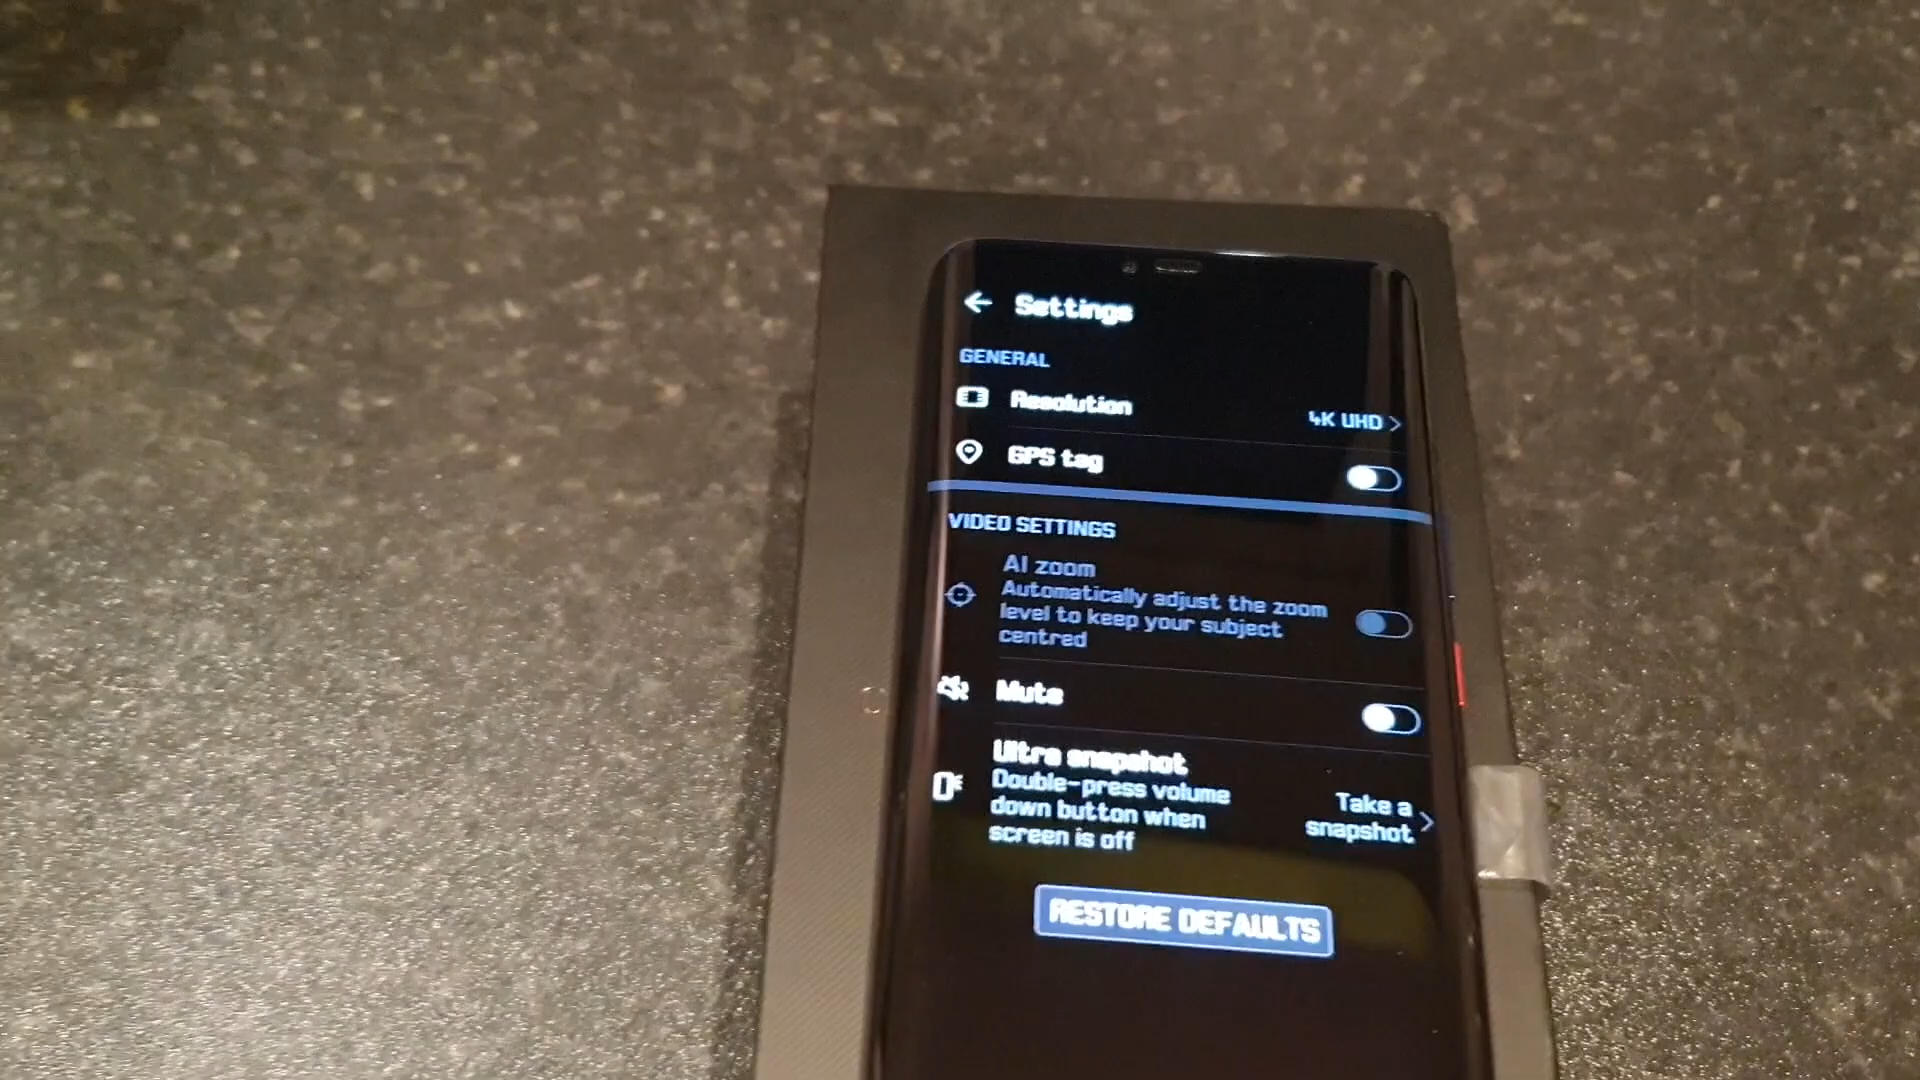 Settings
GENERAL
Resolution
4K UHD
GPS tag
VIDEO SETTINGS
AI zoom
Automatically adjust the zoom
level to keep your subject
centred
Mute
Ultra snapshot
Double-press volume
down button when
screen is off
Take a
snapshot
RESTORE DEFAULTS